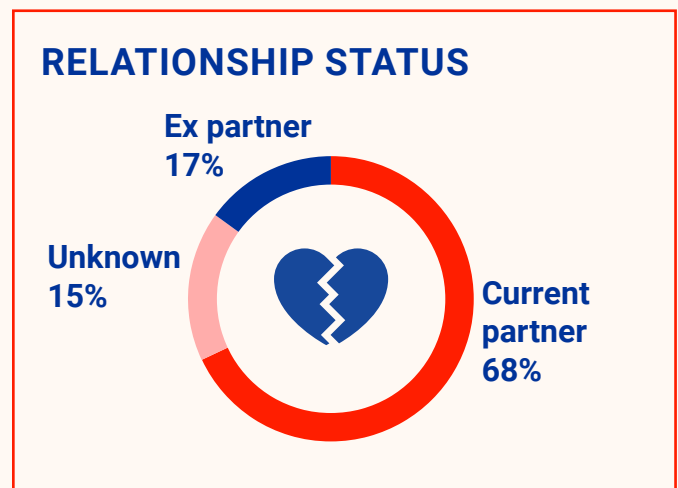 RELATIONSHIP STATUS
Ex partner
17%
Unknown
15%
Current
partner
68%